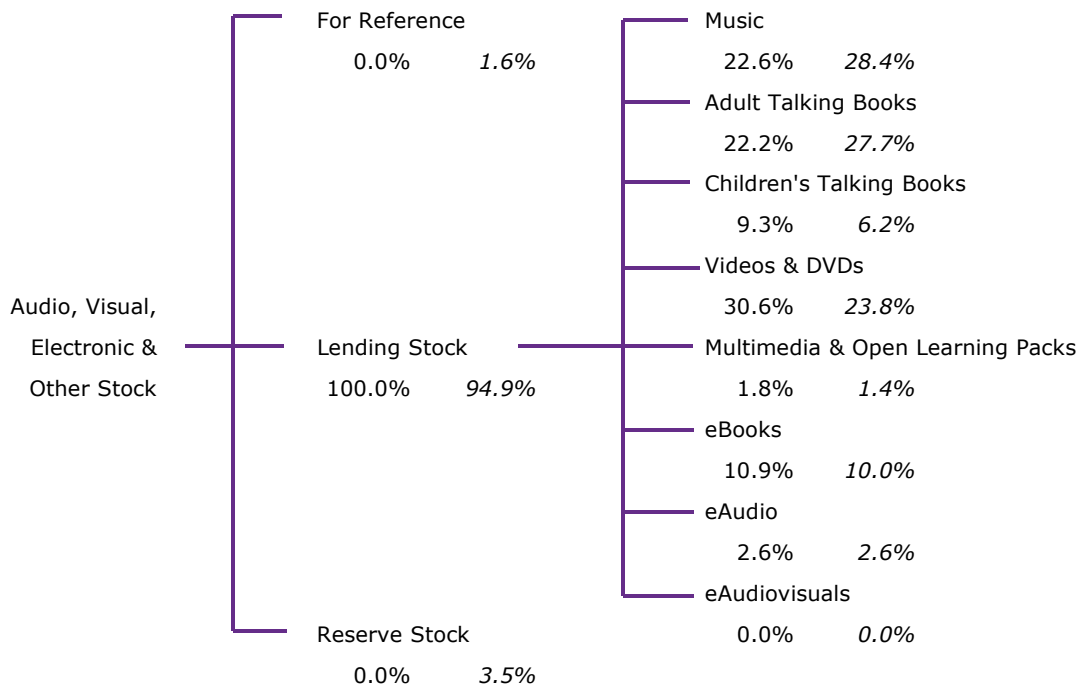 Audio, Visual,
Electronic &
Other Stock
For Reference
0.0% 1.6%
Lending Stock
100.0% 94.9%
Reserve Stock
0.0% 3.5%
Music
22.6% 28.4%
Adult Talking Books
22.2% 27.7%
Children's Talking Books
9.3% 6.2%
Videos & DVDs
30.6% 23.8%
Multimedia & Open Learning Packs
1.8% 1.4%
eBooks
10.9% 10.0%
eAudio
2.6% 2.6%
eAudiovisuals
0.0% 0.0%